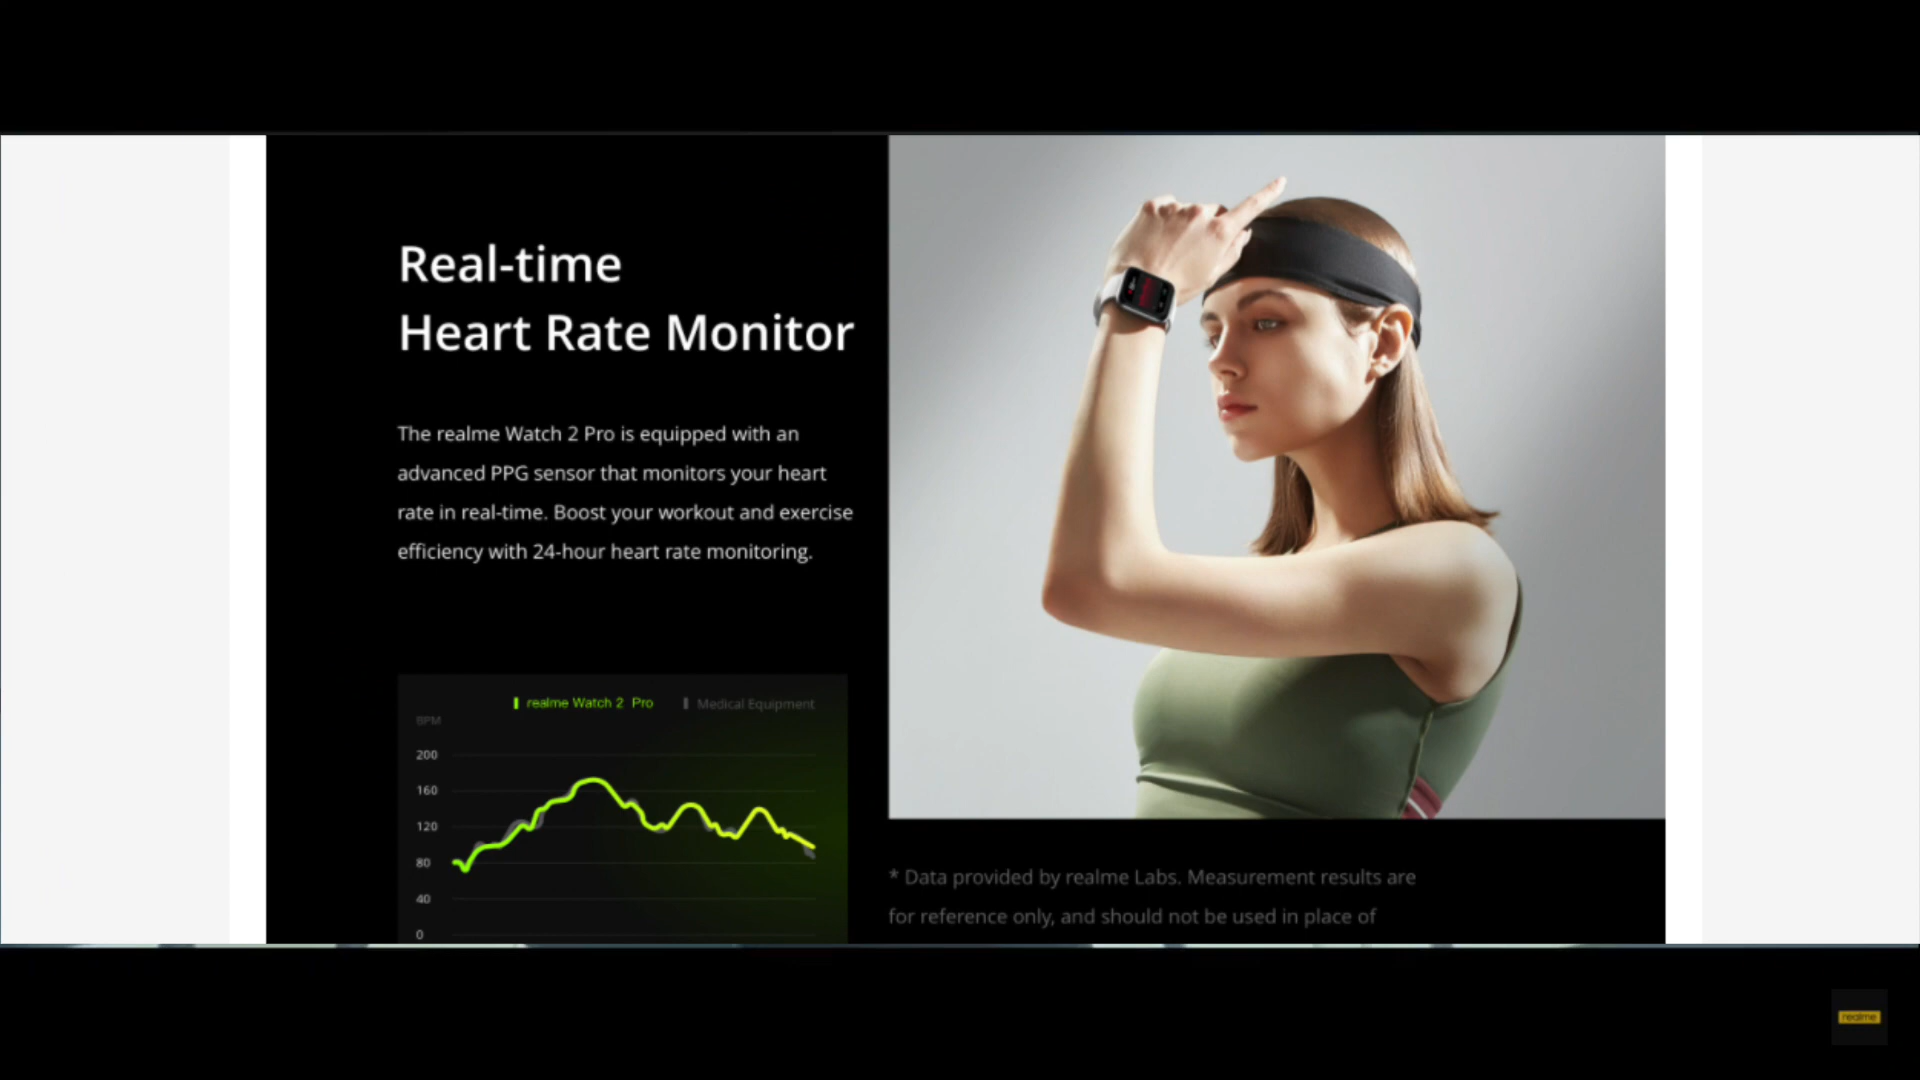 Real-time
Heart Rate Monitor
The realme Watch 2 Pro is equipped with an
advanced PPG sensor that monitors your heart
rate in real-time. Boost your workout and exercise
efficiency with 24-hour heart rate monitoring.
realme Watch 2 Pro Medical Equipment
BPM
200
160
120
80
40
0
* Data provided by realme Labs. Measurement results are
for reference only, and should not be used in place of
realme